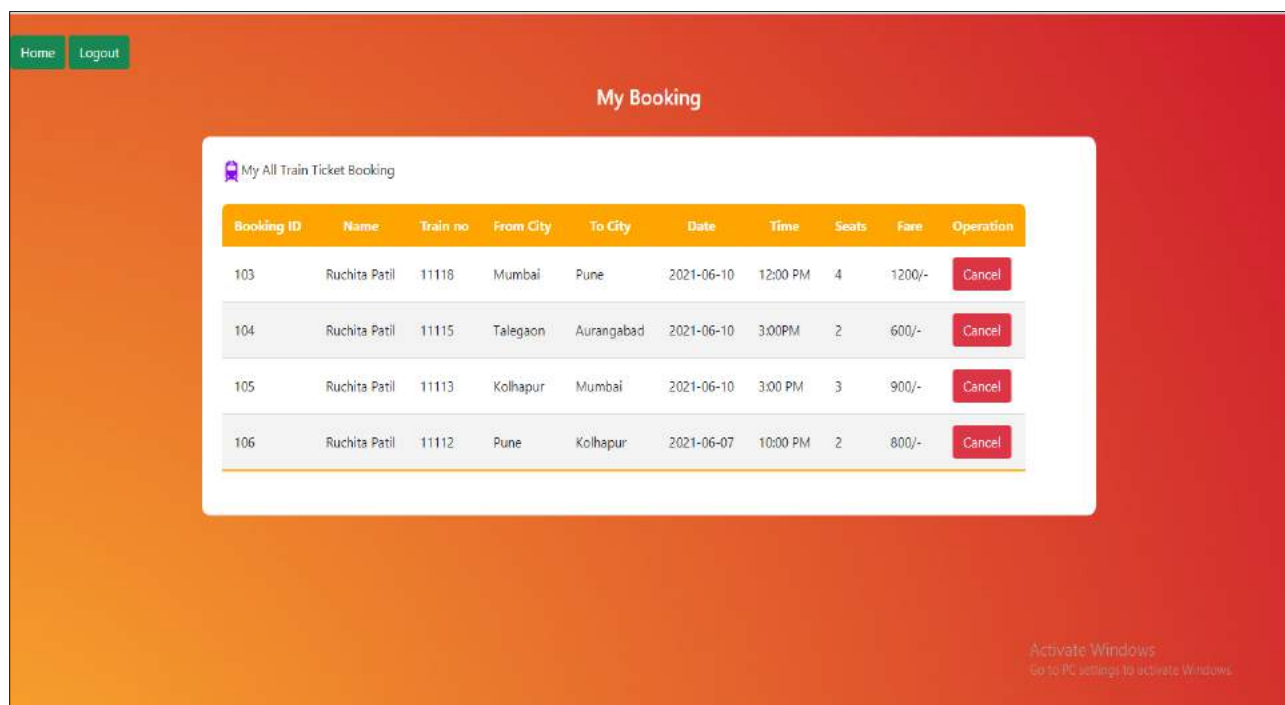 Home Logout
My Booking
My All Train Ticket Booking
Booking ID Name Train no From City To City Date Time Seats Fare Operation
103 Ruchita Patil 11118 Mumbai Pune 2021-06-10 12:00 PM 4 1200/- Cancel
104 Ruchita Patil 11115 Talegaon Aurangabad 2021-06-10 3:00PM 2 600/- Cancel
105 Ruchita Patil 11113 Kolhapur Mumbai 2021-06-10 3:00 PM 3 900/- Cancel
106 Ruchita Patil 11112 Pune Kolhapur 2021-06-07 10:00 PM 2 800/- Cancel
Activate Windows
Go to PC settings to activate Windows.